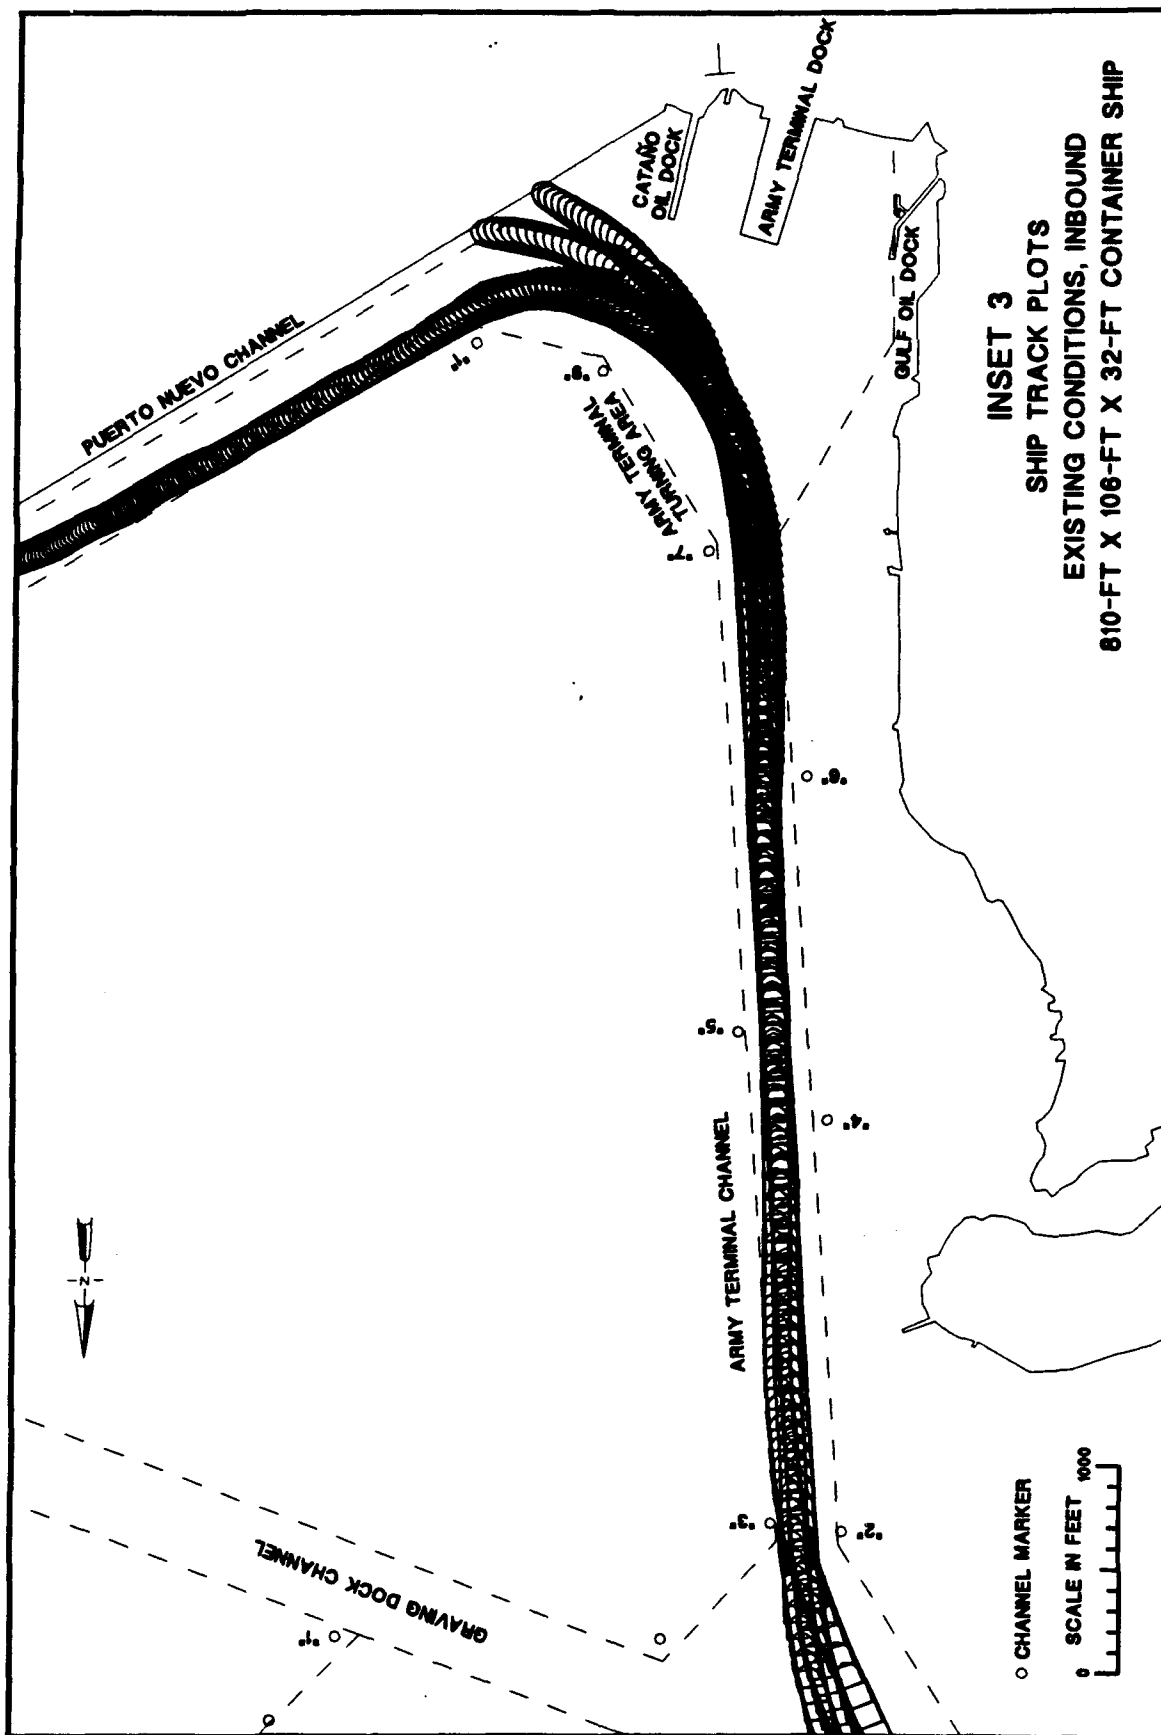 INSET 3
SHIP TRACK PLOTS
EXISTING CONDITIONS, INBOUND
810-FT X 106-FT X 32-FT CONTAINER SHIP
PUERTO NUEVO CHANNEL
CATAÑO
OIL DOCK
ARMY TERMINAL DOCK
GULF OIL DOCK
ARMY TERMINAL
TURNING AREA
"1"
"9"
"7"
"6"
"5"
"4"
ARMY TERMINAL CHANNEL
N
"3"
"2"
GRAVING DOCK CHANNEL
"1"
○ CHANNEL MARKER
0 SCALE IN FEET 1000